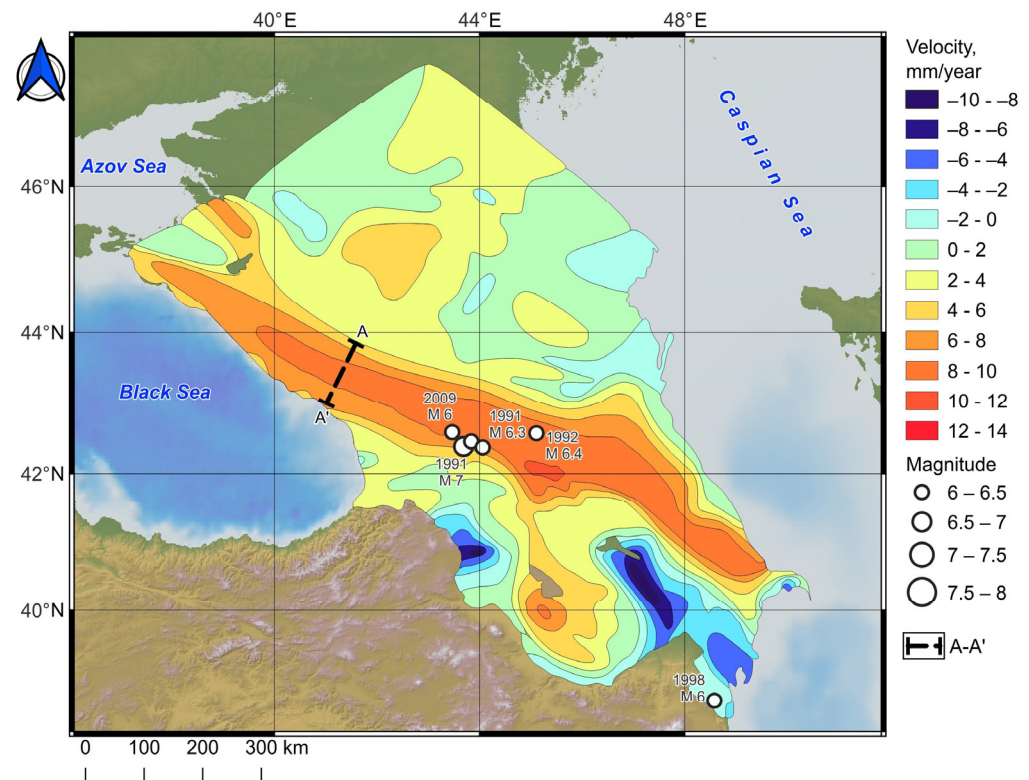 40°E
44°E
48°E
46°N
44°N
42°N
40°N
Azov Sea
Caspian Sea
Black Sea
A
A'
2009
M 6
1991
M 6.3
1992
M 6.4
1991
M 7
1998
M 6
0 100 200 300 km
Velocity,
mm/year
–10 - –8
–8 - –6
–6 - –4
–4 - –2
–2 - 0
0 - 2
2 - 4
4 - 6
6 - 8
8 - 10
10 - 12
12 - 14
Magnitude
6 – 6.5
6.5 – 7
7 – 7.5
7.5 – 8
A-A'